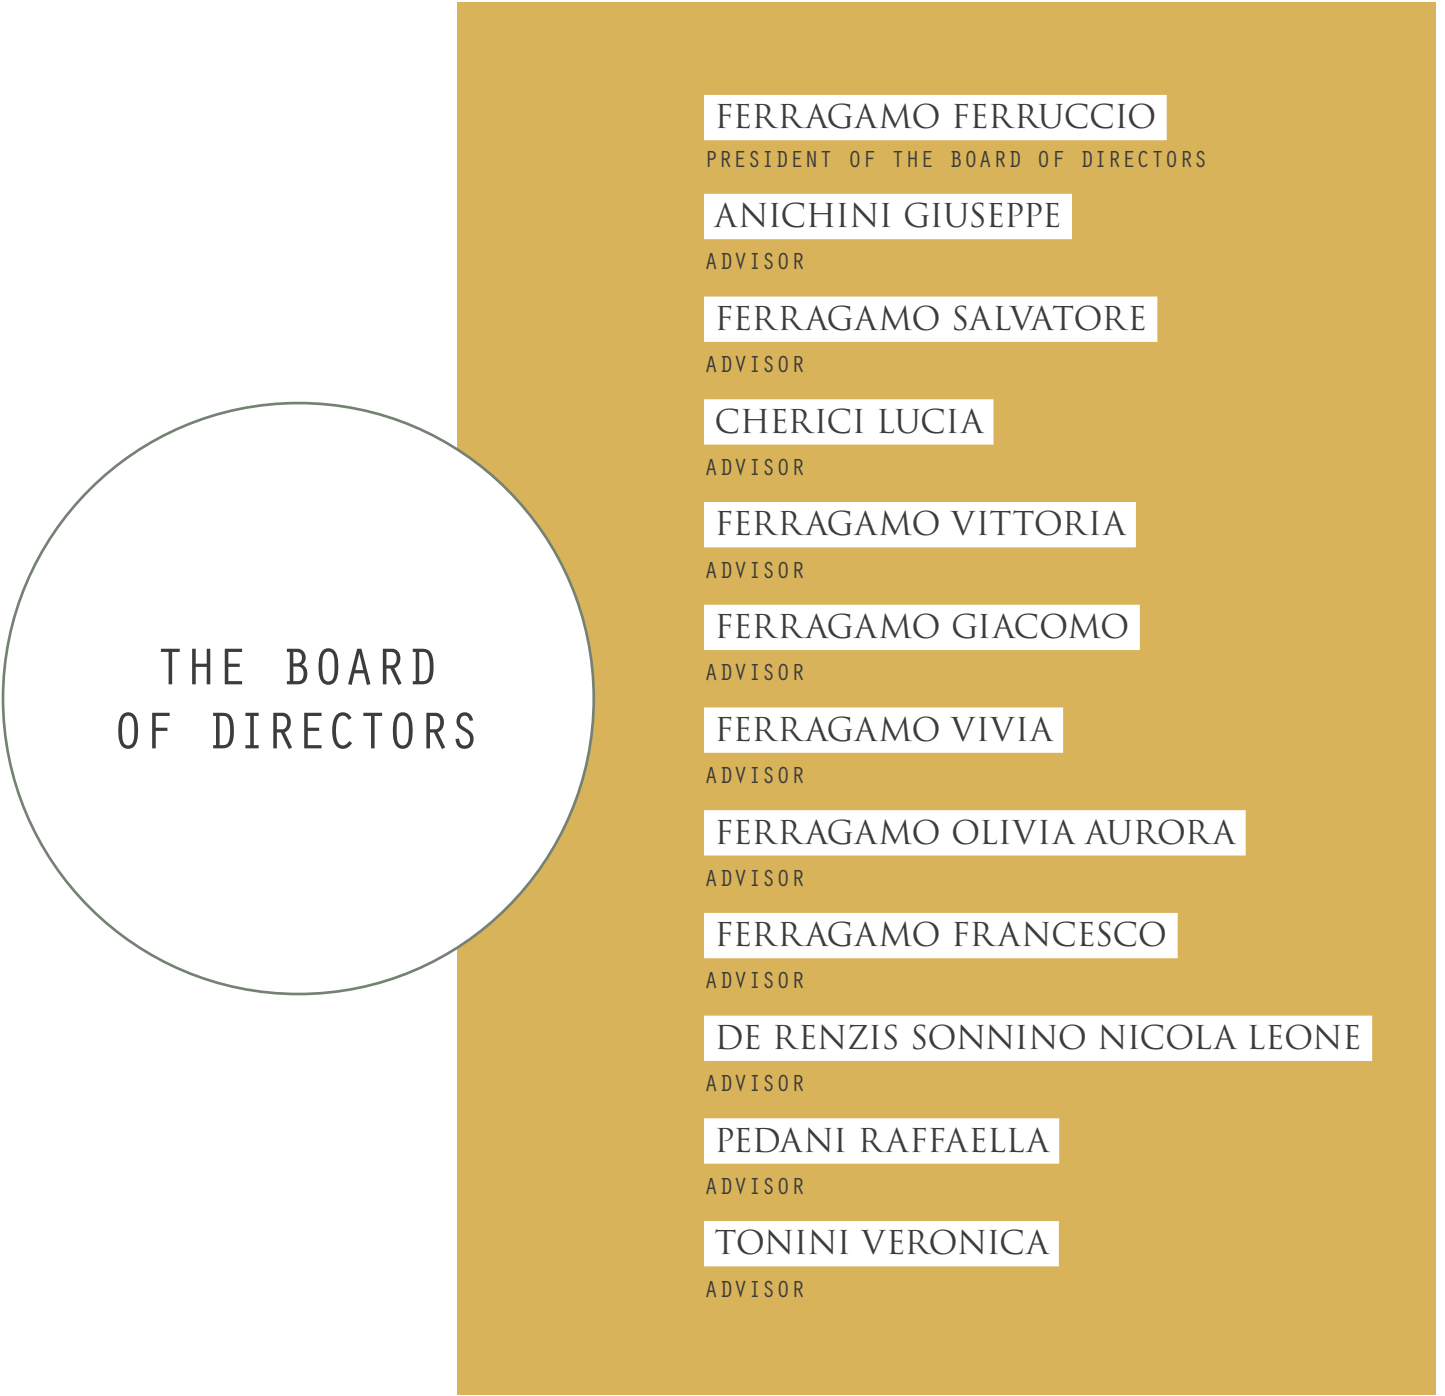 THE BOARD
OF DIRECTORS
FERRAGAMO FERRUCCIO
PRESIDENT OF THE BOARD OF DIRECTORS
ANICHINI GIUSEPPE
ADVISOR
FERRAGAMO SALVATORE
ADVISOR
CHERICI LUCIA
ADVISOR
FERRAGAMO VITTORIA
ADVISOR
FERRAGAMO GIACOMO
ADVISOR
FERRAGAMO VIVIA
ADVISOR
FERRAGAMO OLIVIA AURORA
ADVISOR
FERRAGAMO FRANCESCO
ADVISOR
DE RENZIS SONNINO NICOLA LEONE
ADVISOR
PEDANI RAFFAELLA
ADVISOR
TONINI VERONICA
ADVISOR